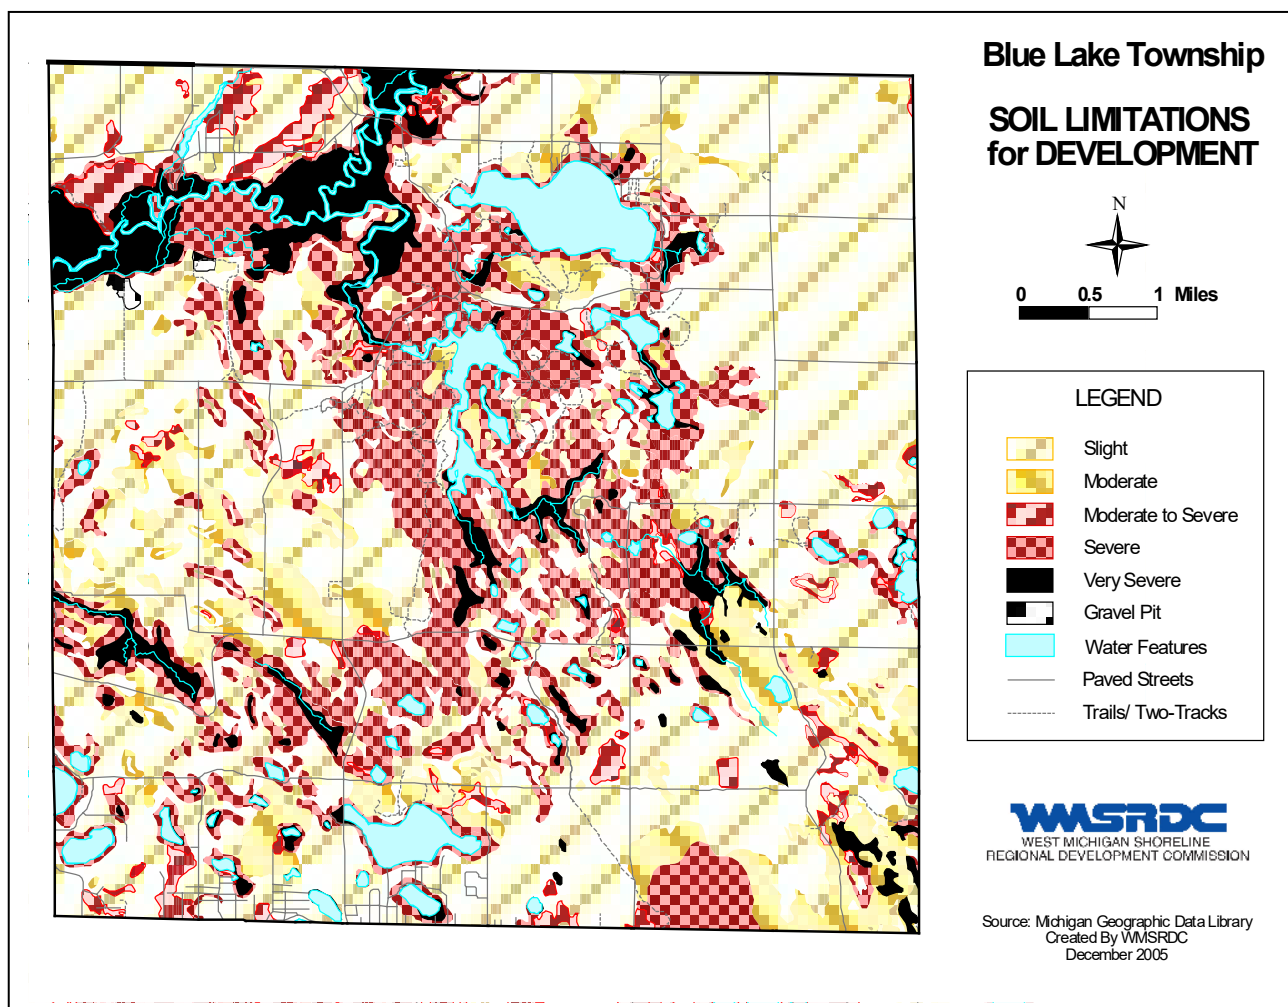 Blue Lake Township
SOIL LIMITATIONS
for DEVELOPMENT
N
0 0.5 1 Miles
LEGEND
Slight
Moderate
Moderate to Severe
Severe
Very Severe
Gravel Pit
Water Features
Paved Streets
Trails/ Two-Tracks
WMSRDC
WEST MICHIGAN SHORELINE
REGIONAL DEVELOPMENT COMMISSION
Source: Michigan Geographic Data Library
Created By WMSRDC
December 2005